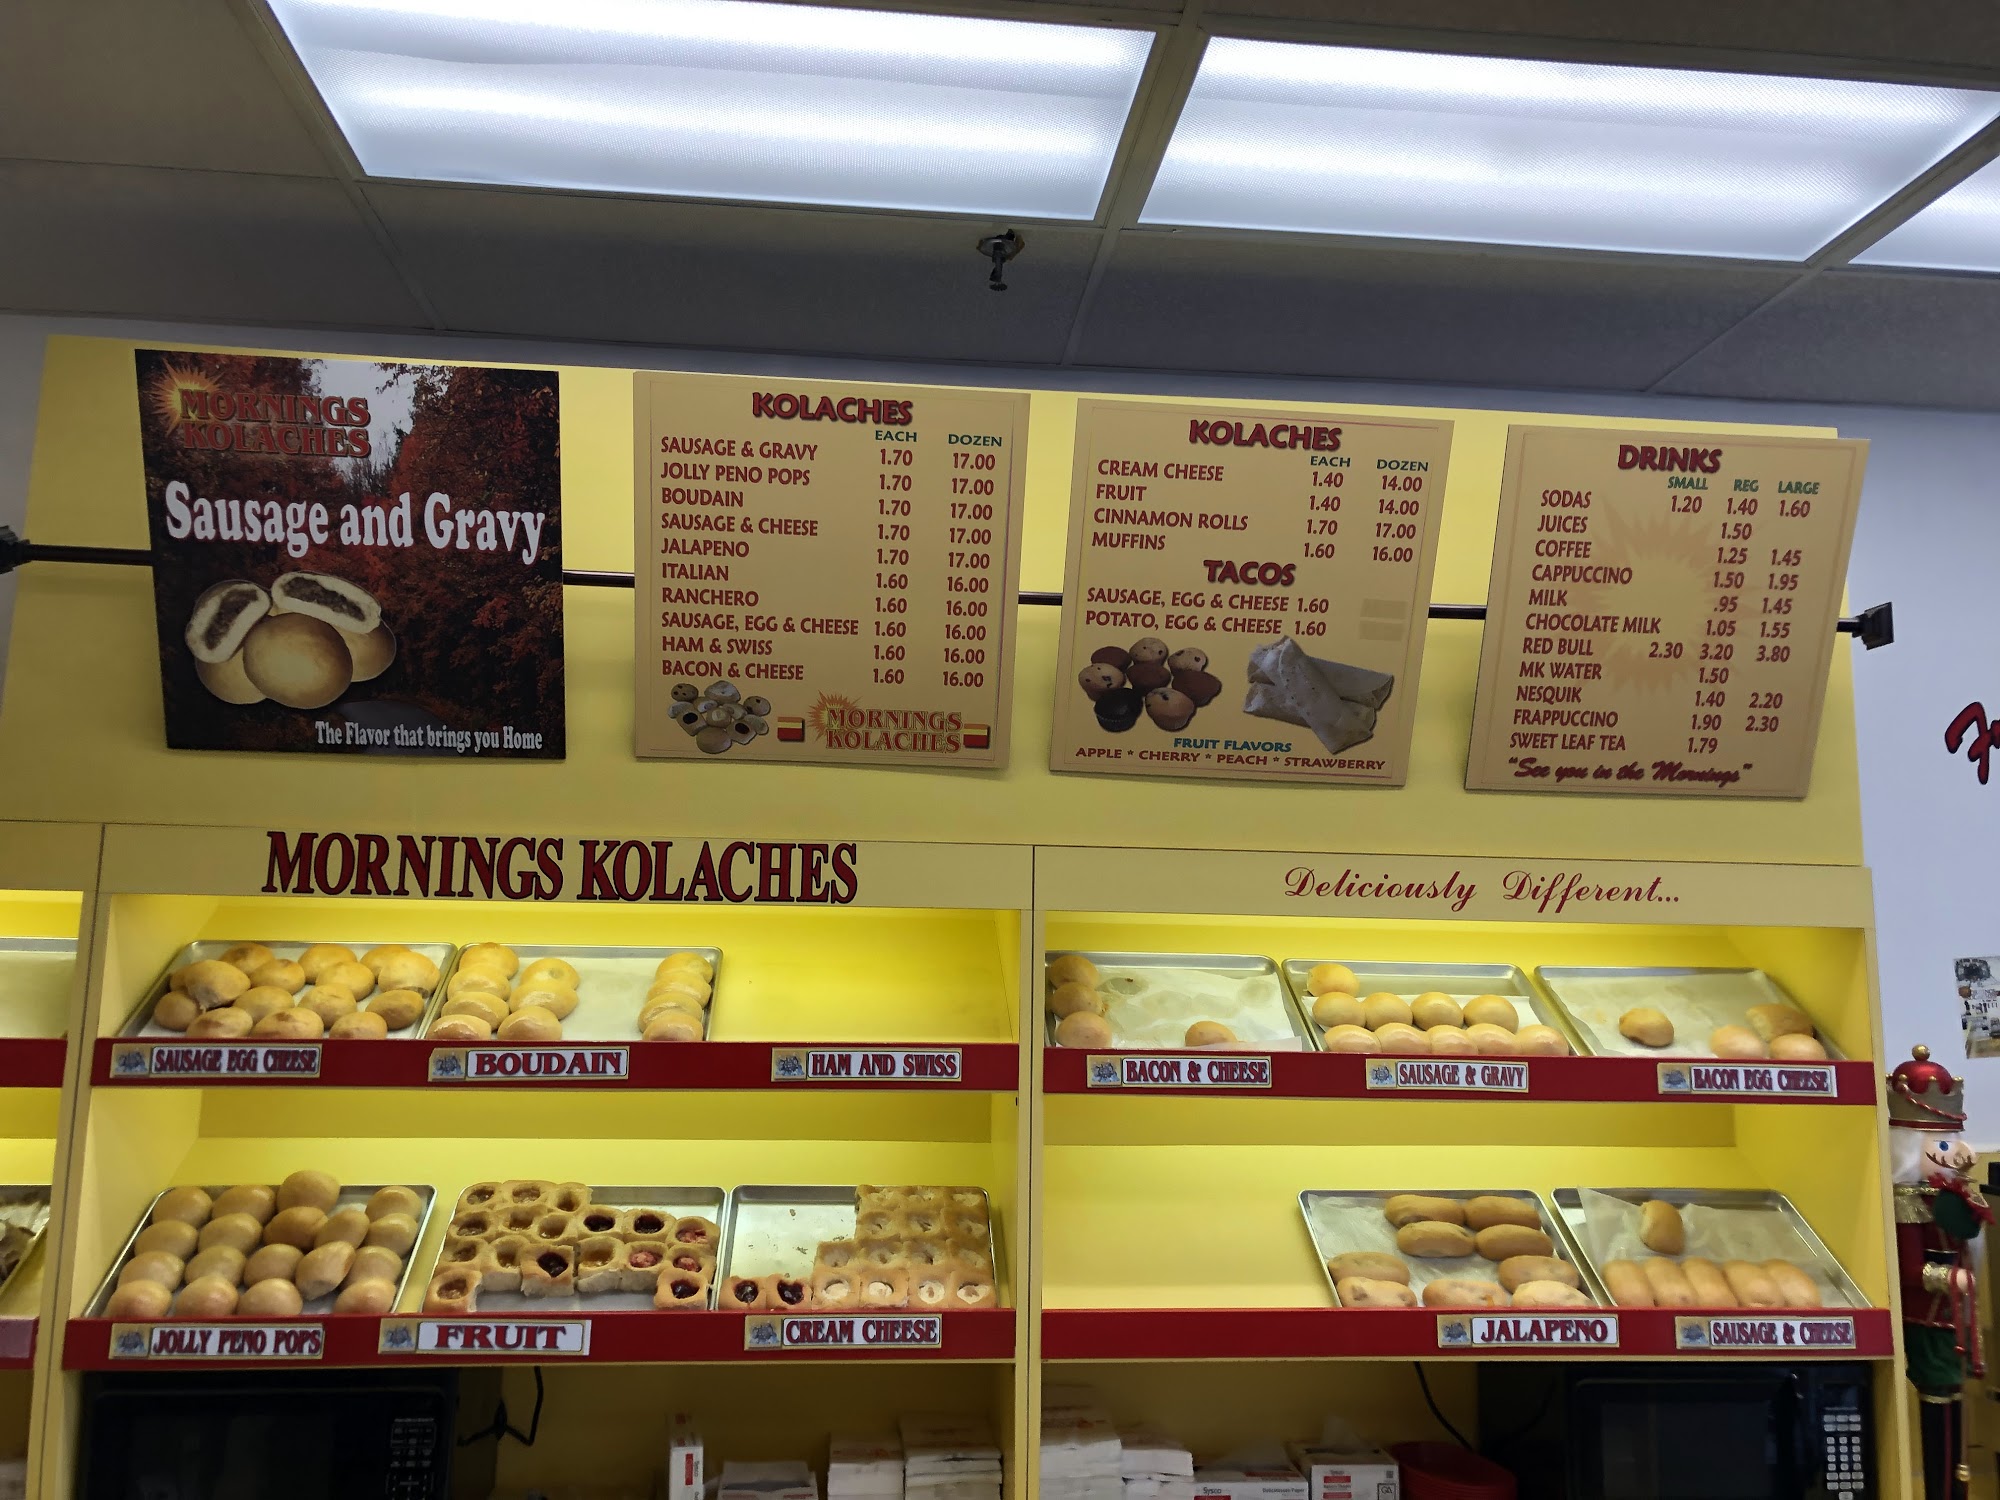 MORNINGS
KOLACHES
Sausage and Gravy
The Flavor that brings you Home
KOLACHES
EACH DOZEN
SAUSAGE & GRAVY 1.70 17.00
JOLLY PENO POPS 1.70 17.00
BOUDAIN 1.70 17.00
SAUSAGE & CHEESE 1.70 17.00
JALAPENO 1.70 17.00
ITALIAN 1.60 16.00
RANCHERO 1.60 16.00
SAUSAGE, EGG & CHEESE 1.60 16.00
HAM & SWISS 1.60 16.00
BACON & CHEESE 1.60 16.00
MORNINGS
KOLACHES
KOLACHES
EACH DOZEN
CREAM CHEESE 1.40 14.00
FRUIT 1.40 14.00
CINNAMON ROLLS 1.70 17.00
MUFFINS 1.60 16.00
TACOS
SAUSAGE, EGG & CHEESE 1.60
POTATO, EGG & CHEESE 1.60
FRUIT FLAVORS
APPLE * CHERRY * PEACH * STRAWBERRY
DRINKS
SMALL REG LARGE
SODAS 1.20 1.40 1.60
JUICES 1.50
COFFEE 1.25 1.45
CAPPUCCINO 1.50 1.95
MILK .95 1.45
CHOCOLATE MILK 1.05 1.55
RED BULL 2.30 3.20 3.80
MK WATER 1.50
NESQUIK 1.40 2.20
FRAPPUCCINO 1.90 2.30
SWEET LEAF TEA 1.79
"See you in the "Mornings"
MORNINGS KOLACHES
Deliciously Different...
SAUSAGE EGG CHEESE
BOUDAIN
HAM AND SWISS
BACON & CHEESE
SAUSAGE & GRAVY
BACON EGG CHEESE
JOLLY PENO POPS
FRUIT
CREAM CHEESE
JALAPENO
SAUSAGE & CHEESE
Sysco